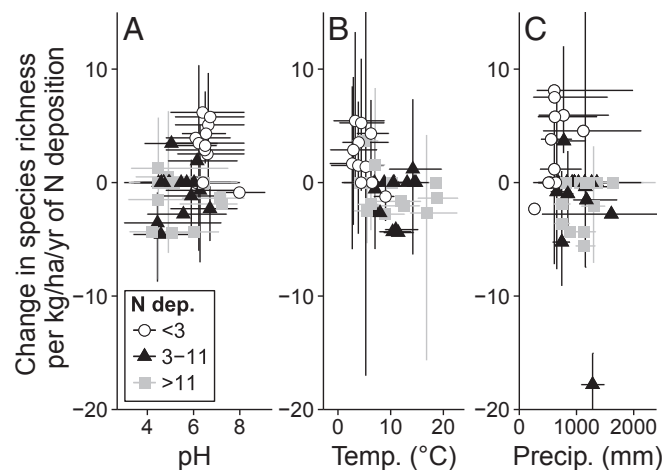 A
B
C
Change in species richness
per kg/ha/yr of N deposition
10
0
−10
−20
10
0
−10
−20
10
0
−10
−20
N dep.
<3
3−11
>11
4 6 8
0 5 10 15 20
0 1000 2000
pH
Temp. (°C)
Precip. (mm)